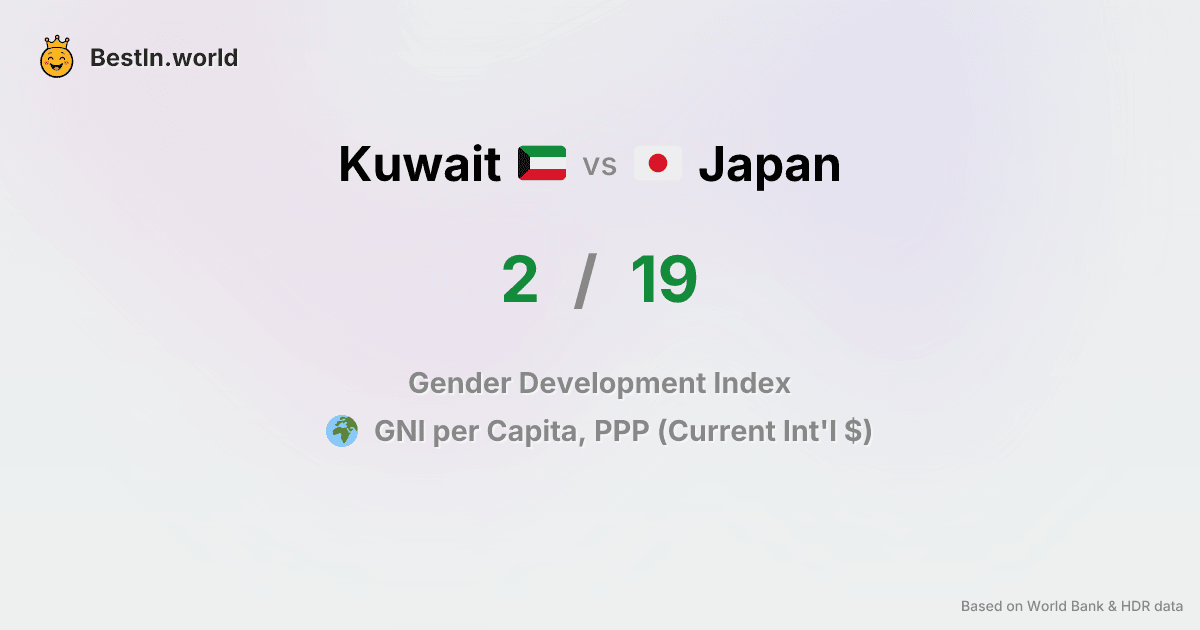 BestIn.world
Kuwait vs Japan
2 / 19
Gender Development Index
GNI per Capita, PPP (Current Int'l $)
Based on World Bank & HDR data